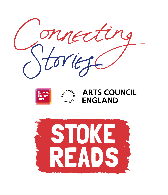 Connecting
Stories
ARTS COUNCIL
ENGLAND
STOKE
READS